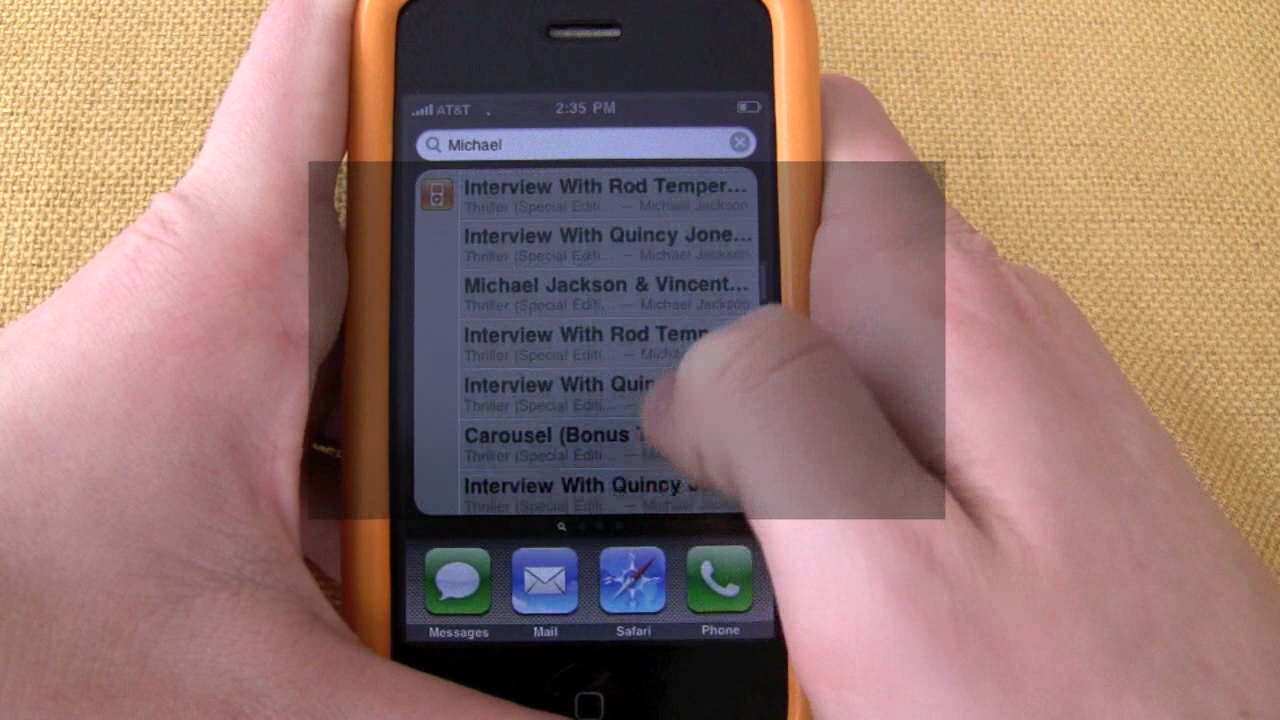 AT&T 2:35 PM
Michael
Interview With Rod Temper...
Thriller (Special Editi... — Michael Jackson
Interview With Quincy Jone...
Thriller (Special Editi... — Michael Jackson
Michael Jackson & Vincent...
Thriller (Special Editi... — Michael Jackson
Interview With Rod Temp
Thriller (Special Editi... —
Interview With Quin
Thriller (Special Editi... —
Carousel (Bonus
Thriller (Special Editi... —
Interview With Quincy
Thriller (Special Editi... —
Messages Mail Safari Phone